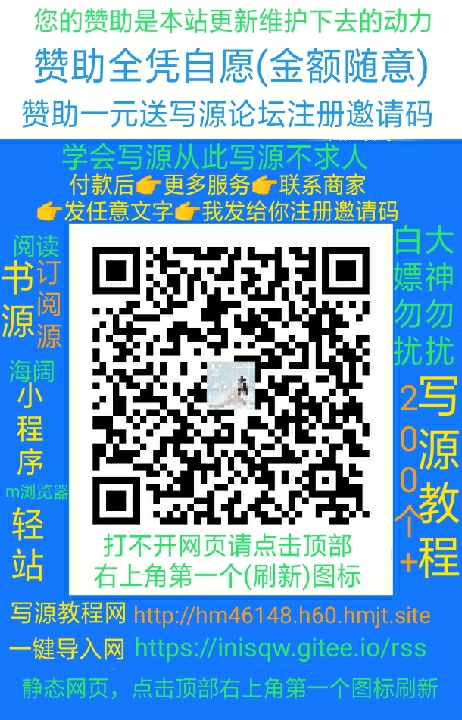 您的赞助是本站更新维护下去的动力
赞助全凭自愿(金额随意)
赞助一元送写源论坛注册邀请码
学会写源从此写源不求人
付款后👉更多服务👉联系商家
👉发任意文字👉我发给你注册邀请码
阅读
书源
订阅源
海阔
小程序
m浏览器
轻站
大神勿扰
白嫖勿扰
写源教程
200个+
打不开网页请点击顶部
右上角第一个(刷新)图标
写源教程网 http://hm46148.h60.hmjt.site
一键导入网 https://inisqw.gitee.io/rss
静态网页，点击顶部右上角第一个图标刷新